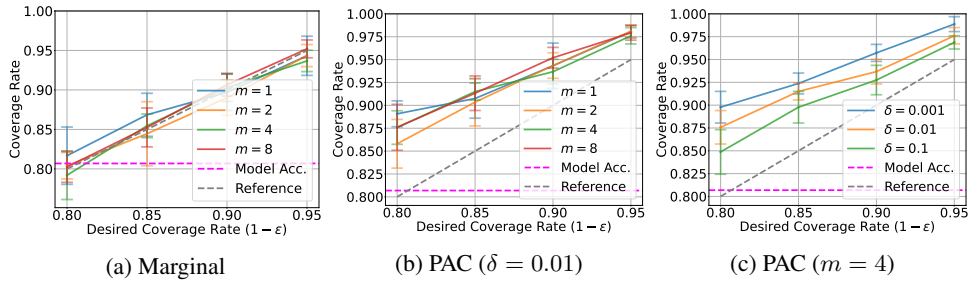 1.00
0.95
0.90
0.85
0.80
Coverage Rate
m = 1
m = 2
m = 4
m = 8
Model Acc.
Reference
0.80 0.85 0.90 0.95
Desired Coverage Rate (1 − ε)
(a) Marginal
1.000
0.975
0.950
0.925
0.900
0.875
0.850
0.825
0.800
Coverage Rate
m = 1
m = 2
m = 4
m = 8
Model Acc.
Reference
0.80 0.85 0.90 0.95
Desired Coverage Rate (1 − ε)
(b) PAC (δ = 0.01)
1.000
0.975
0.950
0.925
0.900
0.875
0.850
0.825
0.800
Coverage Rate
δ = 0.001
δ = 0.01
δ = 0.1
Model Acc.
Reference
0.80 0.85 0.90 0.95
Desired Coverage Rate (1 − ε)
(c) PAC (m = 4)